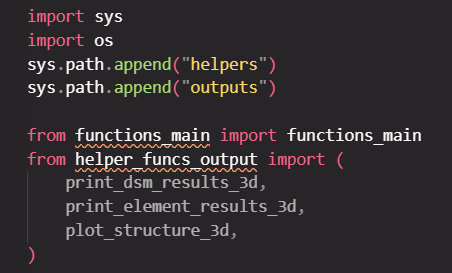 import sys
import os
sys.path.append("helpers")
sys.path.append("outputs")

from functions_main import functions_main
from helper_funcs_output import (
    print_dsm_results_3d,
    print_element_results_3d,
    plot_structure_3d,
)